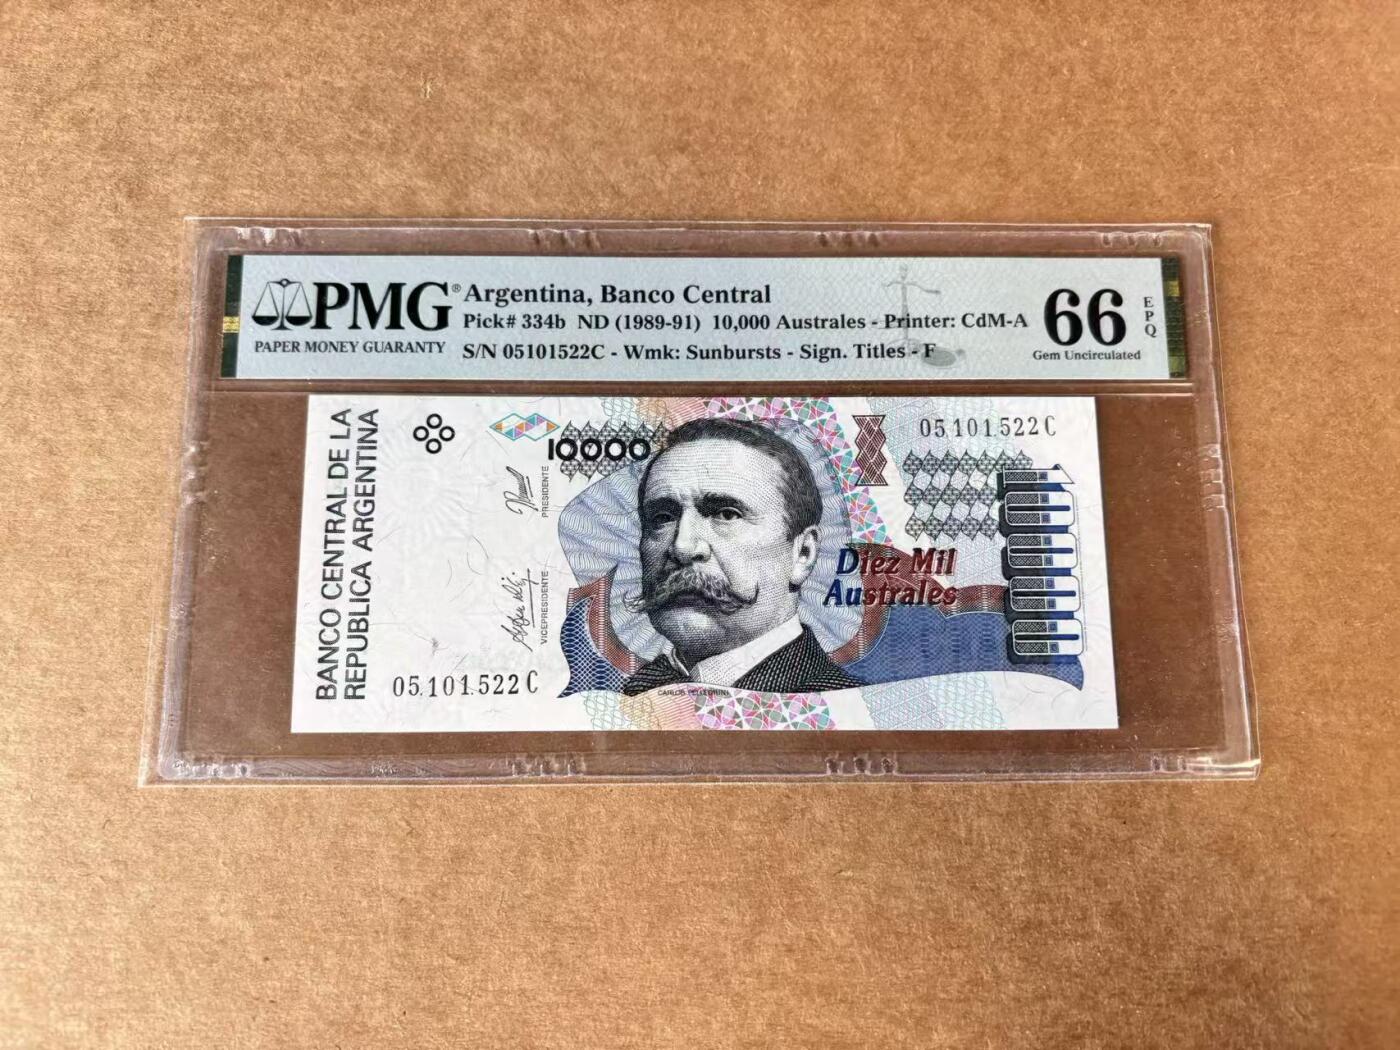 PMG® Argentina, Banco Central
Pick# 334b ND (1989-91) 10,000 Australes - Printer: CdM-A
PAPER MONEY GUARANTY
S/N 05101522C - Wmk: Sunbursts - Sign. Titles - F
66
EPQ
Gem Uncirculated
BANCO CENTRAL DE LA
REPUBLICA ARGENTINA
10000
05.101.522 C
PRESIDENTE
VICEPRESIDENTE
Diez Mil
Australes
05.101.522 C
CARLOS PELLEGRINI